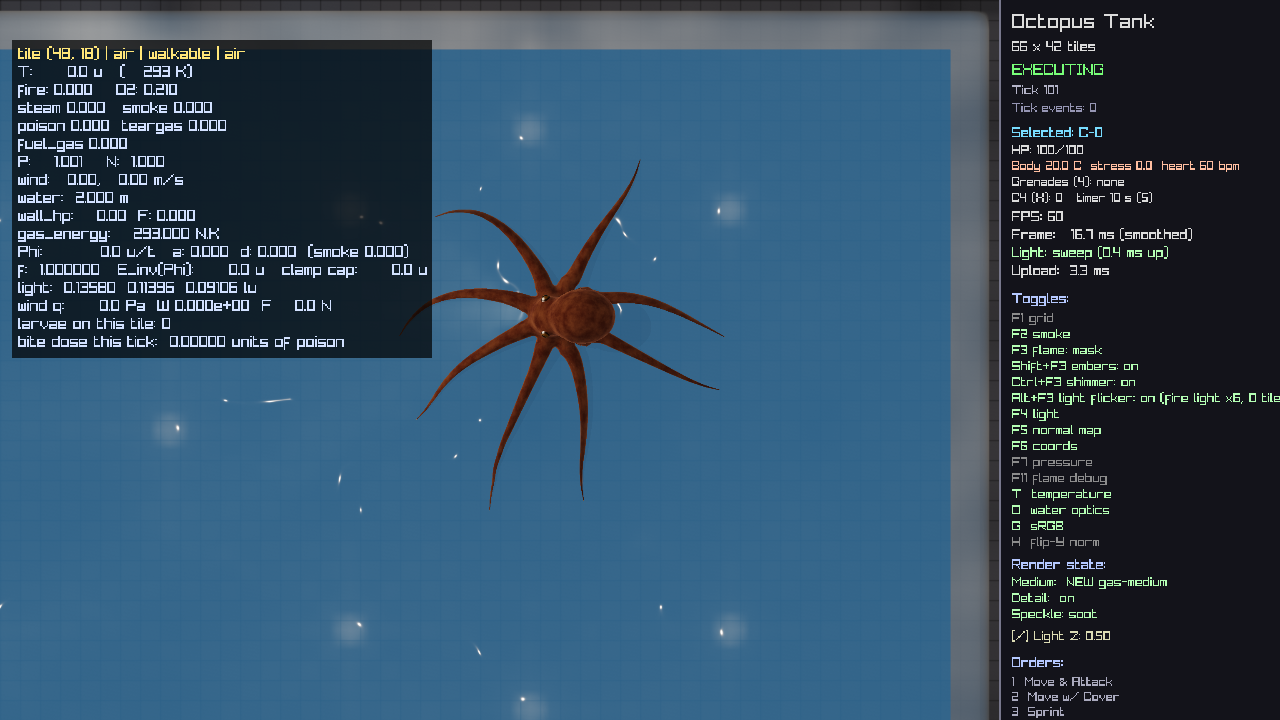 tile (48, 18) | air | walkable | air
T: 0.0 u ( 293 K)
fire: 0.000 O2: 0.210
steam 0.000 smoke 0.000
poison 0.000 teargas 0.000
fuel_gas 0.000
P: 1.001 N: 1.000
wind: 0.00, 0.00 m/s
water: 2.000 m
wall_hp: 0.00 F: 0.000
gas_energy: 293.000 N.K
Phi: 0.0 u/t a: 0.000 d: 0.000 (smoke 0.000)
f: 1.000000 E_inv(Phi): 0.0 u clamp cap: 0.0 u
light: 0.13580 0.11396 0.09106 lu
wind q: 0.0 Pa W 0.000e+00 F 0.0 N
larvae on this tile: 0
bite dose this tick: 0.00000 units of poison
Octopus Tank
66 x 42 tiles
EXECUTING
Tick 101
Tick events: 0
Selected: C-0
HP: 100/100
Body 20.0 C stress 0.0 heart 60 bpm
Grenades (4): none
C4 (X): 0 timer 10 s (5)
FPS: 60
Frame: 16.7 ms (smoothed)
Light: sweep (0.4 ms up)
Upload: 3.3 ms
Toggles:
F1 grid
F2 smoke
F3 flame: mask
Shift+F3 embers: on
Ctrl+F3 shimmer: on
Alt+F3 light flicker: on (fire light x6, 0 tile
F4 light
F5 normal map
F6 coords
F7 pressure
F11 flame debug
T temperature
O water optics
G sRGB
H flip-Y norm
Render state:
Medium: NEW gas-medium
Detail: on
Speckle: soot
[/] Light Z: 0.50
Orders:
1 Move & Attack
2 Move w/ Cover
3 Sprint